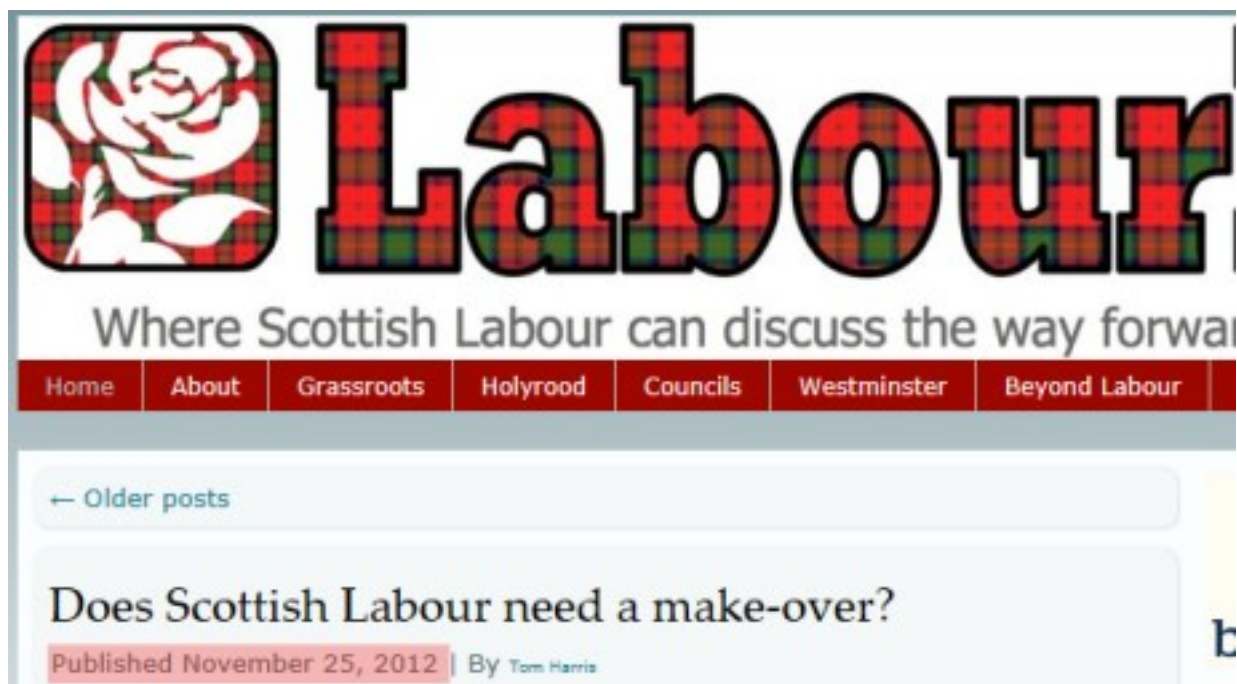 Labour
Where Scottish Labour can discuss the way forwar
Home About Grassroots Holyrood Councils Westminster Beyond Labour
← Older posts
Does Scottish Labour need a make-over?
Published November 25, 2012 | By Tom Harris
b